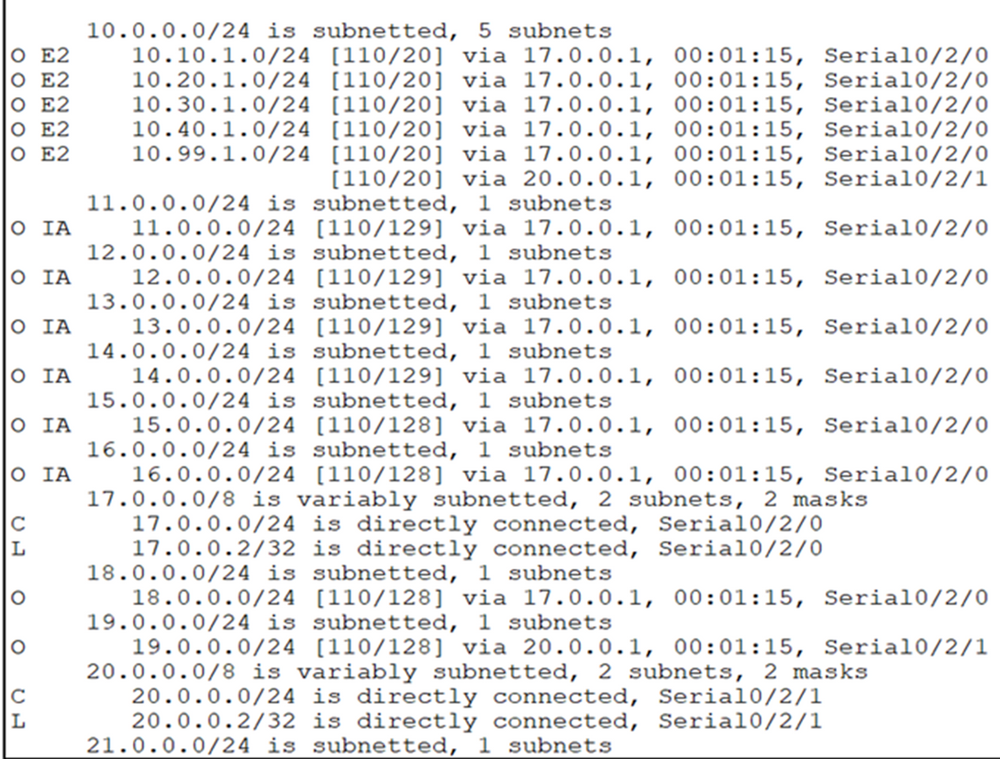 10.0.0.0/24 is subnetted, 5 subnets
O E2 10.10.1.0/24 [110/20] via 17.0.0.1, 00:01:15, Serial0/2/0
O E2 10.20.1.0/24 [110/20] via 17.0.0.1, 00:01:15, Serial0/2/0
O E2 10.30.1.0/24 [110/20] via 17.0.0.1, 00:01:15, Serial0/2/0
O E2 10.40.1.0/24 [110/20] via 17.0.0.1, 00:01:15, Serial0/2/0
O E2 10.99.1.0/24 [110/20] via 17.0.0.1, 00:01:15, Serial0/2/0
[110/20] via 20.0.0.1, 00:01:15, Serial0/2/1
11.0.0.0/24 is subnetted, 1 subnets
O IA 11.0.0.0/24 [110/129] via 17.0.0.1, 00:01:15, Serial0/2/0
12.0.0.0/24 is subnetted, 1 subnets
O IA 12.0.0.0/24 [110/129] via 17.0.0.1, 00:01:15, Serial0/2/0
13.0.0.0/24 is subnetted, 1 subnets
O IA 13.0.0.0/24 [110/129] via 17.0.0.1, 00:01:15, Serial0/2/0
14.0.0.0/24 is subnetted, 1 subnets
O IA 14.0.0.0/24 [110/129] via 17.0.0.1, 00:01:15, Serial0/2/0
15.0.0.0/24 is subnetted, 1 subnets
O IA 15.0.0.0/24 [110/128] via 17.0.0.1, 00:01:15, Serial0/2/0
16.0.0.0/24 is subnetted, 1 subnets
O IA 16.0.0.0/24 [110/128] via 17.0.0.1, 00:01:15, Serial0/2/0
17.0.0.0/8 is variably subnetted, 2 subnets, 2 masks
C 17.0.0.0/24 is directly connected, Serial0/2/0
L 17.0.0.2/32 is directly connected, Serial0/2/0
18.0.0.0/24 is subnetted, 1 subnets
O 18.0.0.0/24 [110/128] via 17.0.0.1, 00:01:15, Serial0/2/0
19.0.0.0/24 is subnetted, 1 subnets
O 19.0.0.0/24 [110/128] via 20.0.0.1, 00:01:15, Serial0/2/1
20.0.0.0/8 is variably subnetted, 2 subnets, 2 masks
C 20.0.0.0/24 is directly connected, Serial0/2/1
L 20.0.0.2/32 is directly connected, Serial0/2/1
21.0.0.0/24 is subnetted, 1 subnets